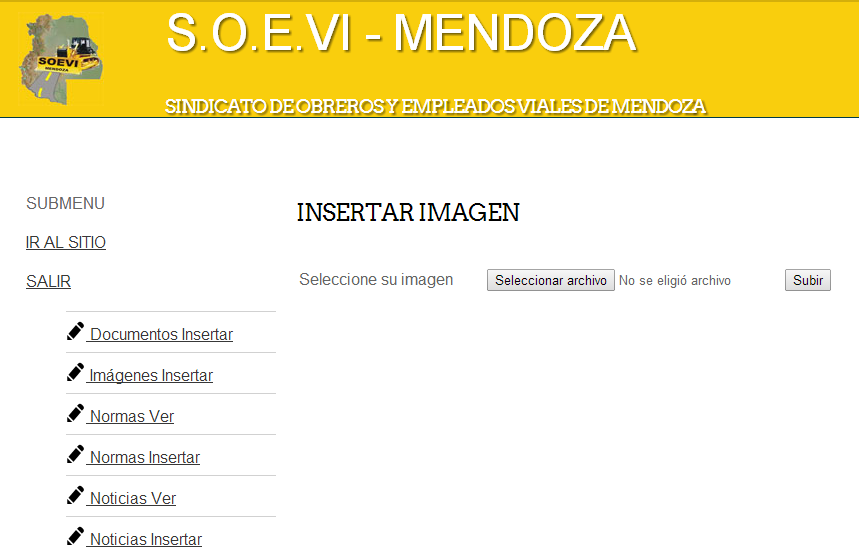 SOEVI
MENDOZA
S.O.E.VI - MENDOZA
SINDICATO DE OBREROS Y EMPLEADOS VIALES DE MENDOZA
SUBMENU
IR AL SITIO
SALIR
Documentos Insertar
Imágenes Insertar
Normas Ver
Normas Insertar
Noticias Ver
Noticias Insertar
INSERTAR IMAGEN
Seleccione su imagen Seleccionar archivo No se eligió archivo Subir